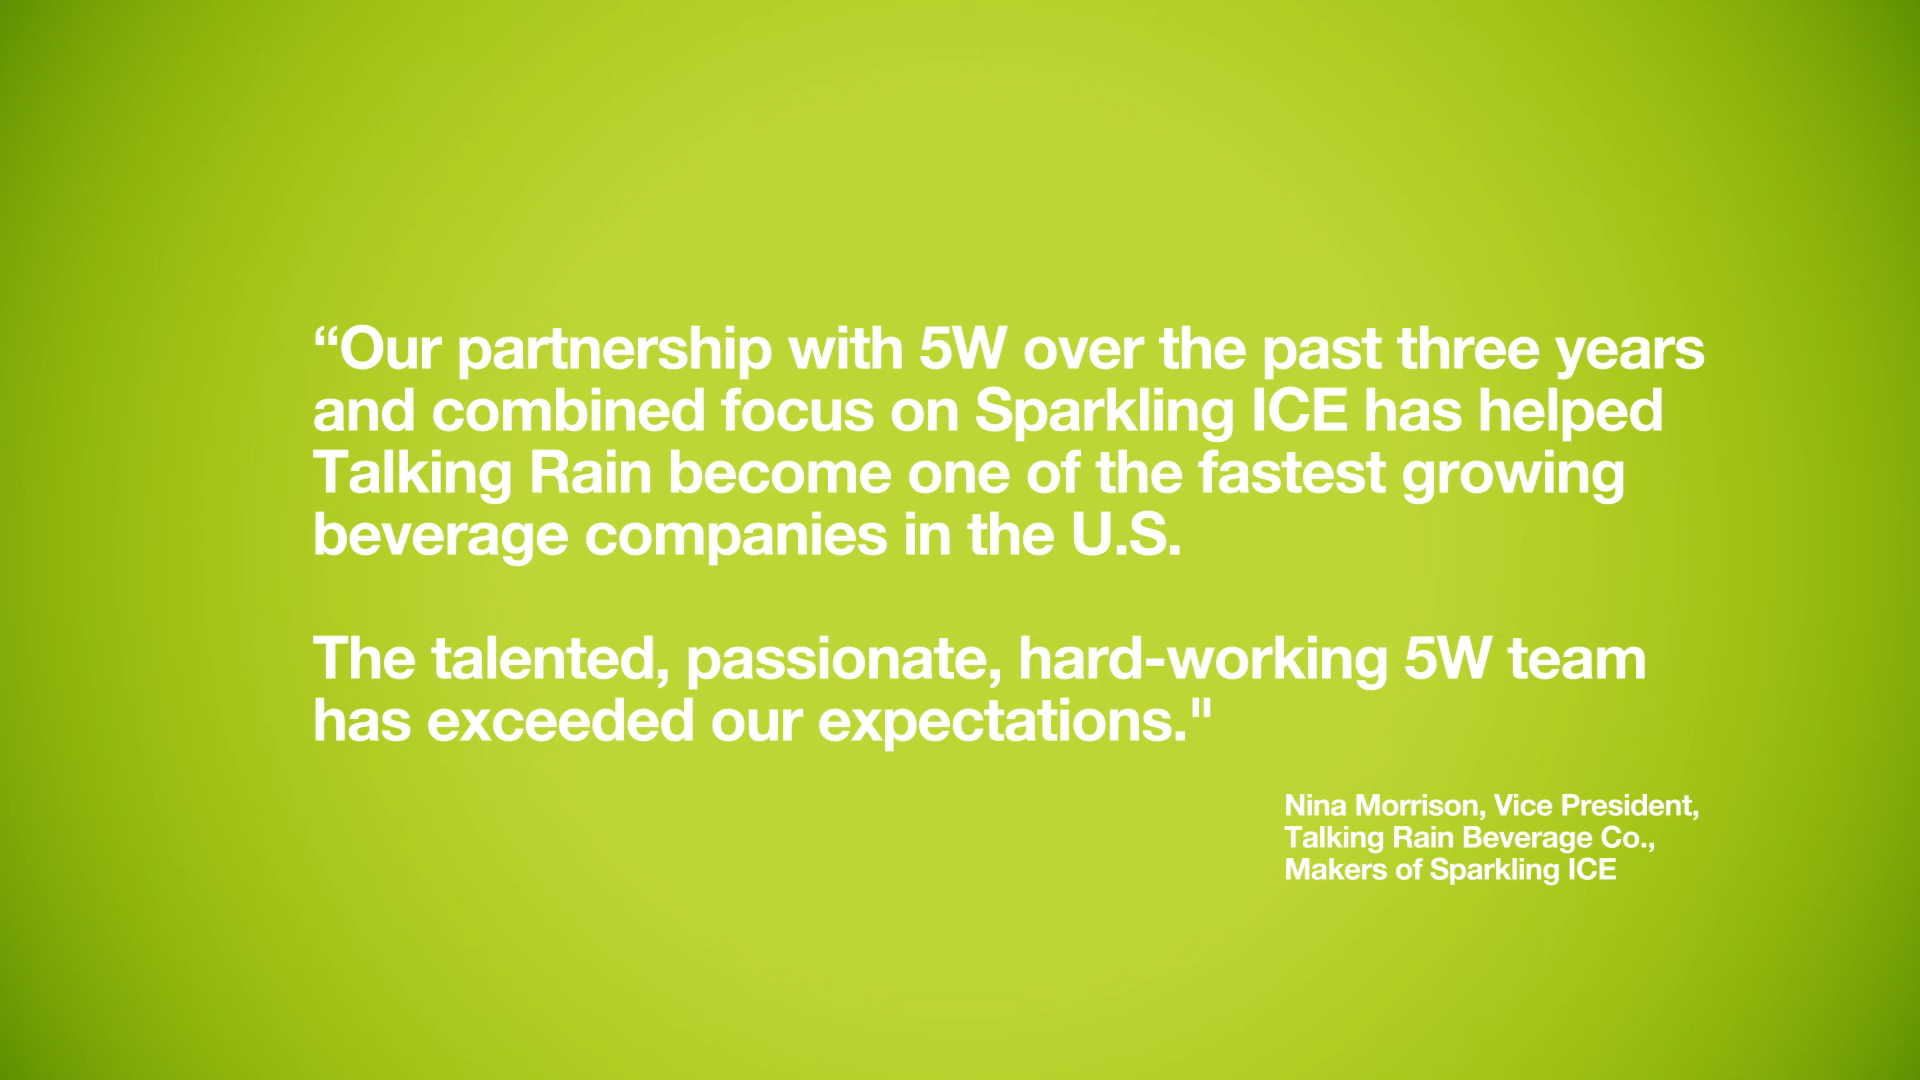 “Our partnership with 5W over the past three years
and combined focus on Sparkling ICE has helped
Talking Rain become one of the fastest growing
beverage companies in the U.S.
The talented, passionate, hard-working 5W team
has exceeded our expectations."
Nina Morrison, Vice President,
Talking Rain Beverage Co.,
Makers of Sparkling ICE